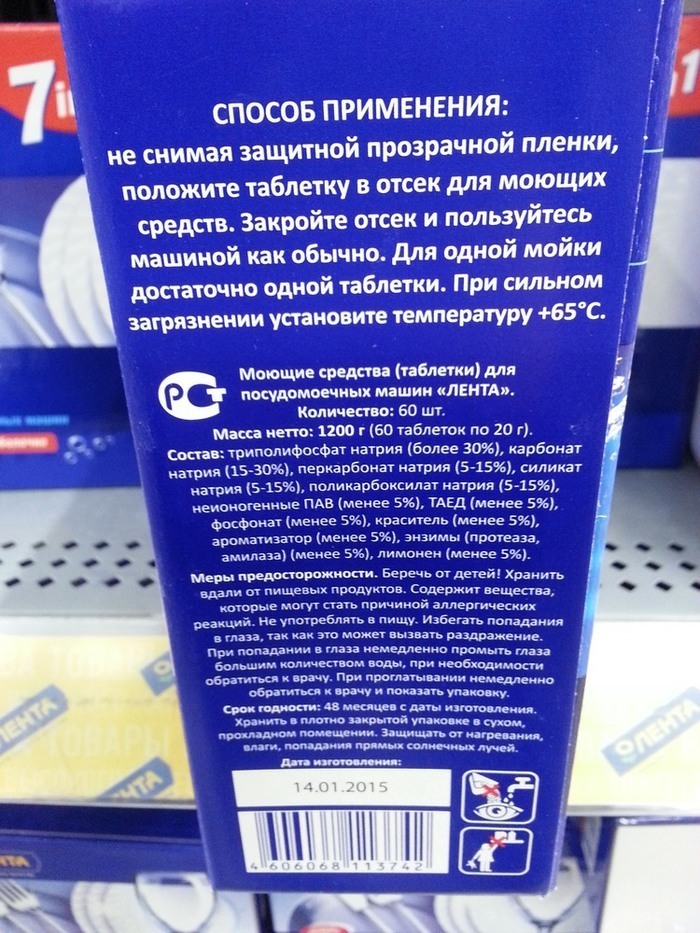 7
СПОСОБ ПРИМЕНЕНИЯ:
не снимая защитной прозрачной пленки,
положите таблетку в отсек для моющих
средств. Закройте отсек и пользуйтесь
машиной как обычно. Для одной мойки
достаточно одной таблетки. При сильном
загрязнении установите температуру +65°С.
РСТ
Моющие средства (таблетки) для
посудомоечных машин «ЛЕНТА».
Количество: 60 шт.
Масса нетто: 1200 г (60 таблеток по 20 г).
Состав: триполифосфат натрия (более 30%), карбонат
натрия (15-30%), перкарбонат натрия (5-15%), силикат
натрия (5-15%), поликарбоксилат натрия (5-15%),
неионогенные ПАВ (менее 5%), ТАЕД (менее 5%),
фосфонат (менее 5%), краситель (менее 5%),
ароматизатор (менее 5%), энзимы (протеаза,
амилаза) (менее 5%), лимонен (менее 5%).
Меры предосторожности. Беречь от детей! Хранить
вдали от пищевых продуктов. Содержит вещества,
которые могут стать причиной аллергических
реакций. Не употреблять в пищу. Избегать попадания
в глаза, так как это может вызвать раздражение.
При попадании в глаза немедленно промыть глаза
большим количеством воды, при необходимости
обратиться к врачу. При проглатывании немедленно
обратиться к врачу и показать упаковку.
Срок годности: 48 месяцев с даты изготовления.
Хранить в плотно закрытой упаковке в сухом,
прохладном помещении. Защищать от нагревания,
влаги, попадания прямых солнечных лучей.
Дата изготовления:
14.01.2015
4 606068 113742
ЛЕНТА
ЛЕНТА